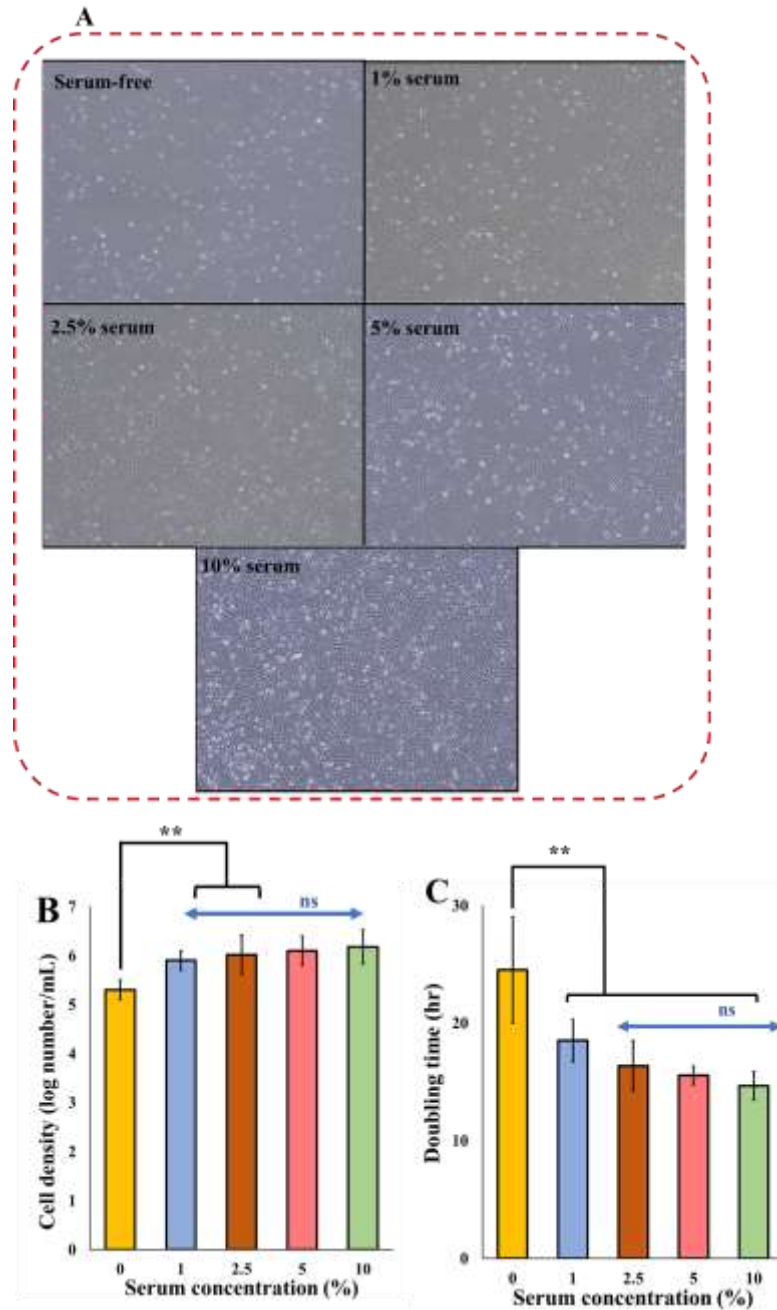 A
Serum-free
1% serum
2.5% serum
5% serum
10% serum
**
B
ns
7
6
5
4
3
2
1
0
Cell density (log number/mL)
0 1 2.5 5 10
Serum concentration (%)
**
C
ns
30
20
10
0
Doubling time (hr)
0 1 2.5 5 10
Serum concentration (%)